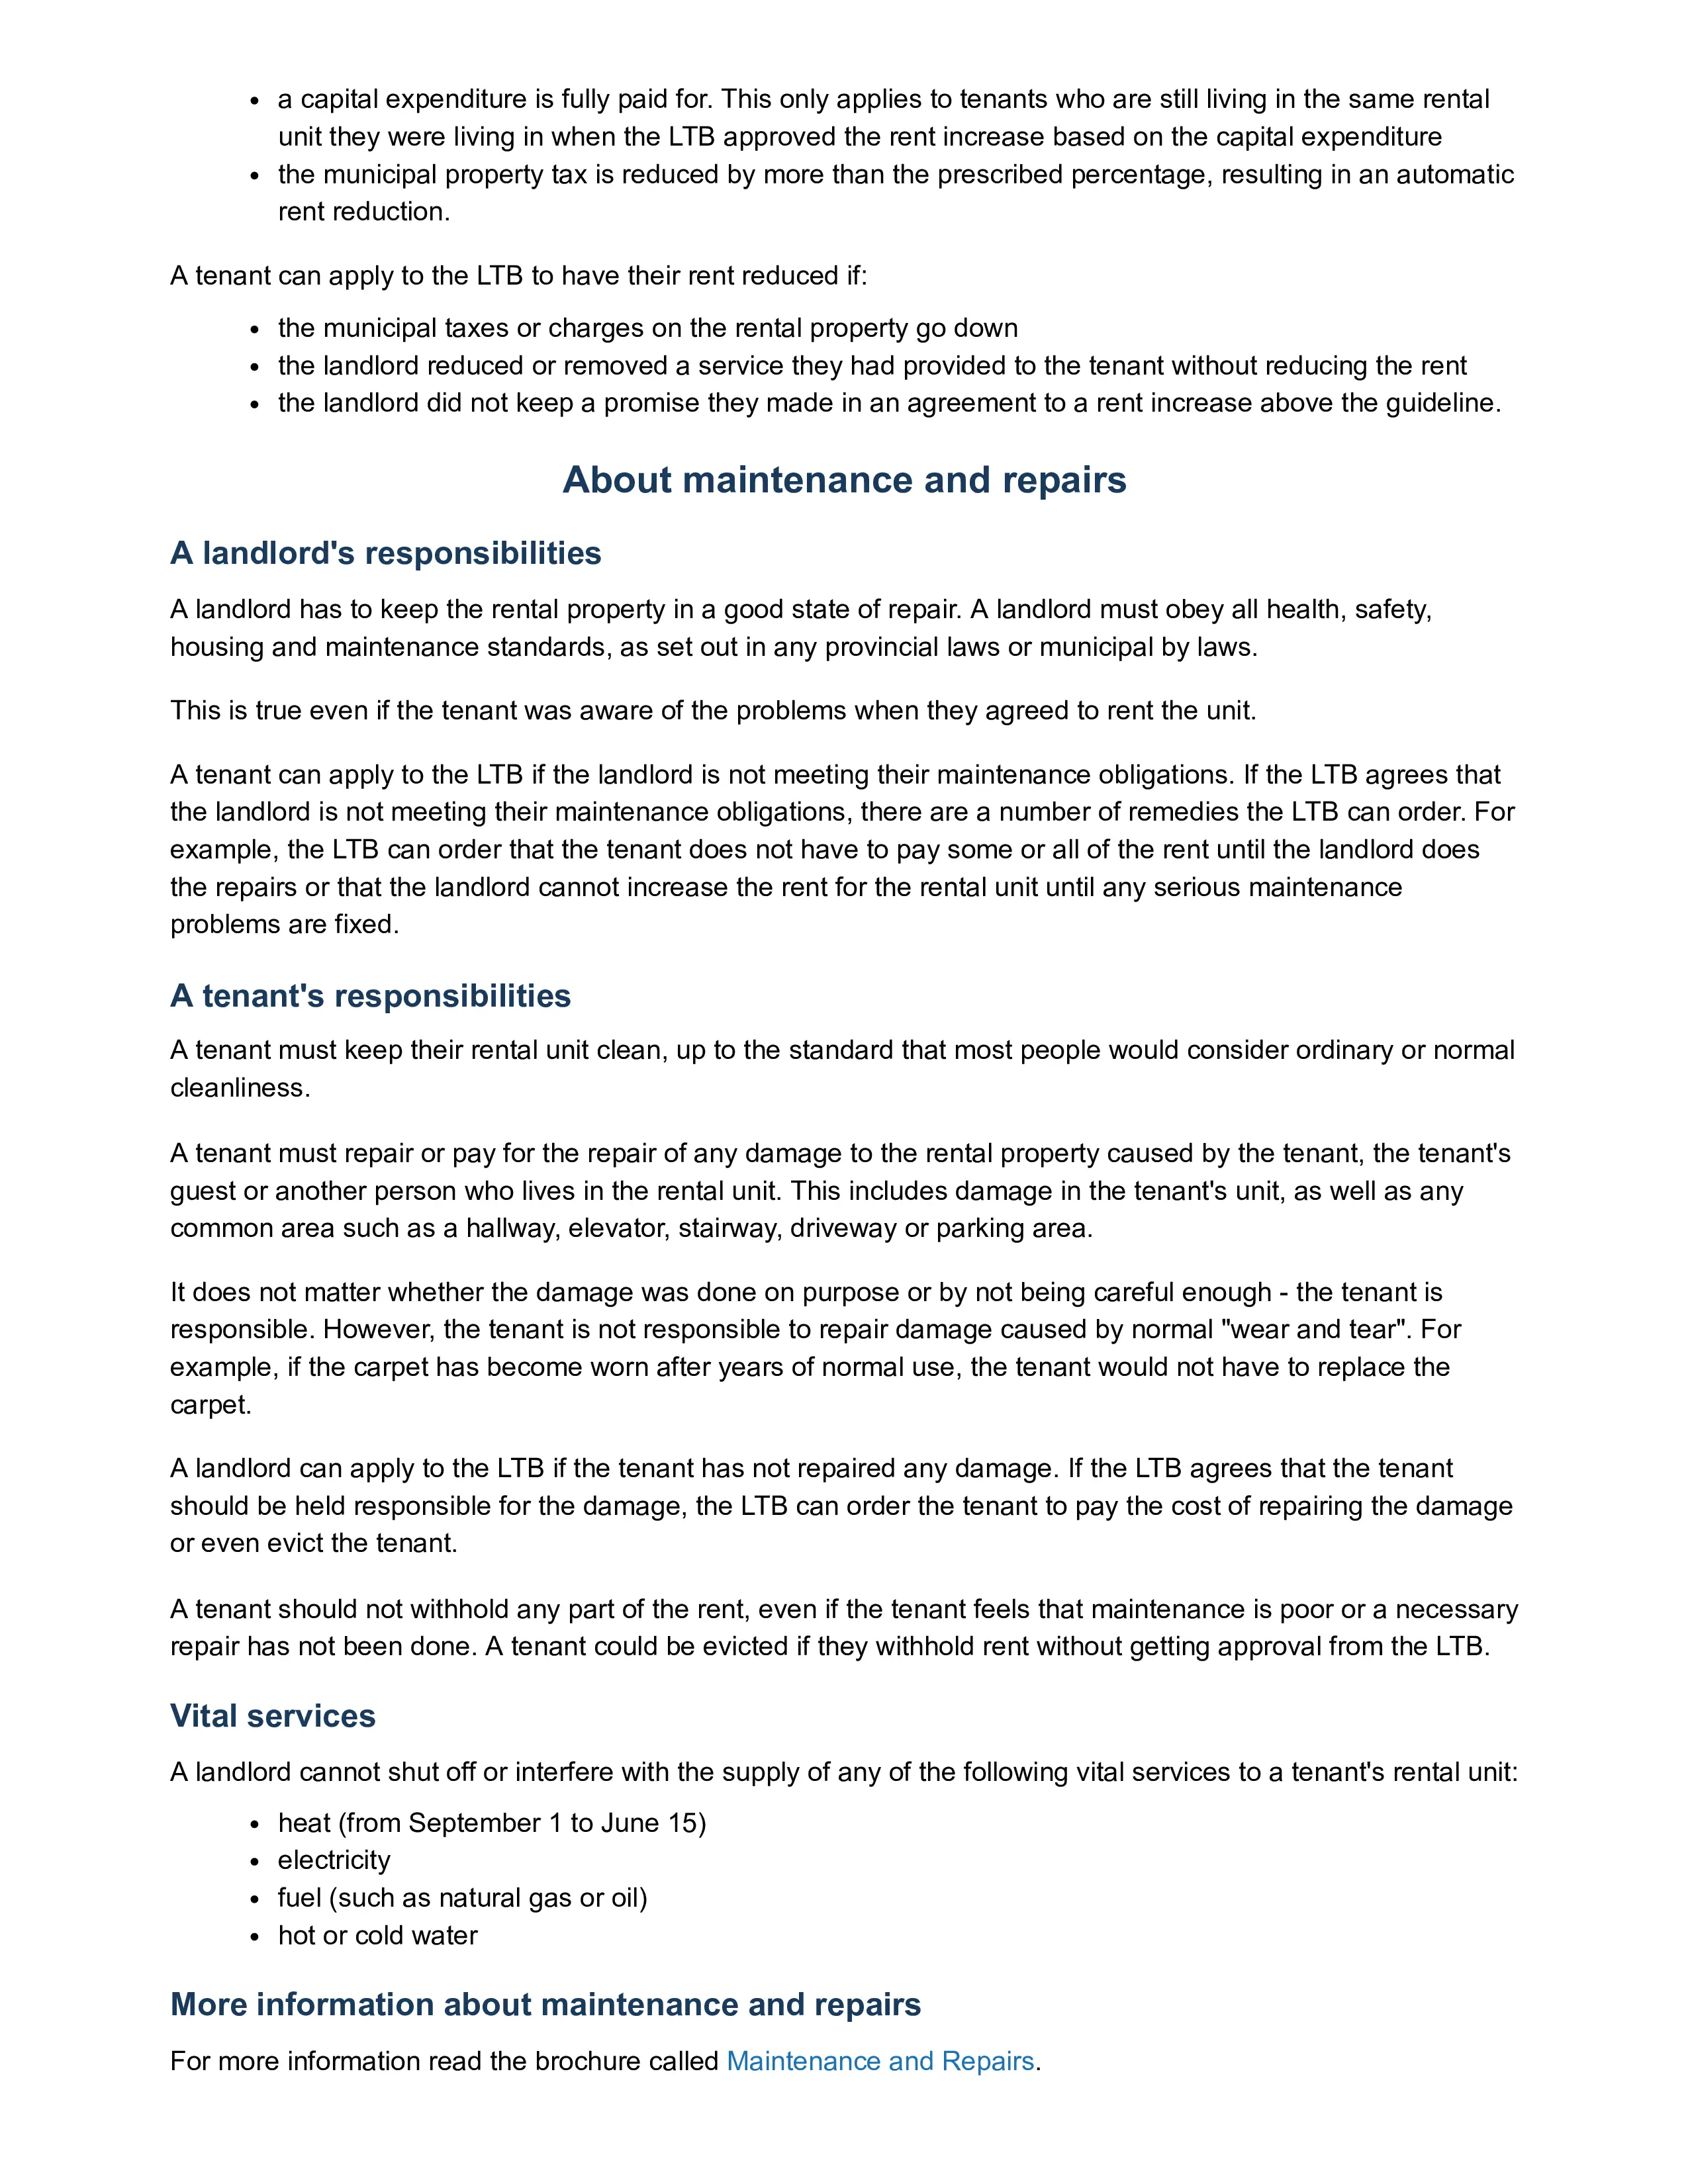 • a capital expenditure is fully paid for. This only applies to tenants who are still living in the same rental
unit they were living in when the LTB approved the rent increase based on the capital expenditure
• the municipal property tax is reduced by more than the prescribed percentage, resulting in an automatic
rent reduction.
A tenant can apply to the LTB to have their rent reduced if:
• the municipal taxes or charges on the rental property go down
• the landlord reduced or removed a service they had provided to the tenant without reducing the rent
• the landlord did not keep a promise they made in an agreement to a rent increase above the guideline.
About maintenance and repairs
A landlord's responsibilities
A landlord has to keep the rental property in a good state of repair. A landlord must obey all health, safety,
housing and maintenance standards, as set out in any provincial laws or municipal by laws.
This is true even if the tenant was aware of the problems when they agreed to rent the unit.
A tenant can apply to the LTB if the landlord is not meeting their maintenance obligations. If the LTB agrees that
the landlord is not meeting their maintenance obligations, there are a number of remedies the LTB can order. For
example, the LTB can order that the tenant does not have to pay some or all of the rent until the landlord does
the repairs or that the landlord cannot increase the rent for the rental unit until any serious maintenance
problems are fixed.
A tenant's responsibilities
A tenant must keep their rental unit clean, up to the standard that most people would consider ordinary or normal
cleanliness.
A tenant must repair or pay for the repair of any damage to the rental property caused by the tenant, the tenant's
guest or another person who lives in the rental unit. This includes damage in the tenant's unit, as well as any
common area such as a hallway, elevator, stairway, driveway or parking area.
It does not matter whether the damage was done on purpose or by not being careful enough - the tenant is
responsible. However, the tenant is not responsible to repair damage caused by normal "wear and tear". For
example, if the carpet has become worn after years of normal use, the tenant would not have to replace the
carpet.
A landlord can apply to the LTB if the tenant has not repaired any damage. If the LTB agrees that the tenant
should be held responsible for the damage, the LTB can order the tenant to pay the cost of repairing the damage
or even evict the tenant.
A tenant should not withhold any part of the rent, even if the tenant feels that maintenance is poor or a necessary
repair has not been done. A tenant could be evicted if they withhold rent without getting approval from the LTB.
Vital services
A landlord cannot shut off or interfere with the supply of any of the following vital services to a tenant's rental unit:
• heat (from September 1 to June 15)
• electricity
• fuel (such as natural gas or oil)
• hot or cold water
More information about maintenance and repairs
For more information read the brochure called Maintenance and Repairs.